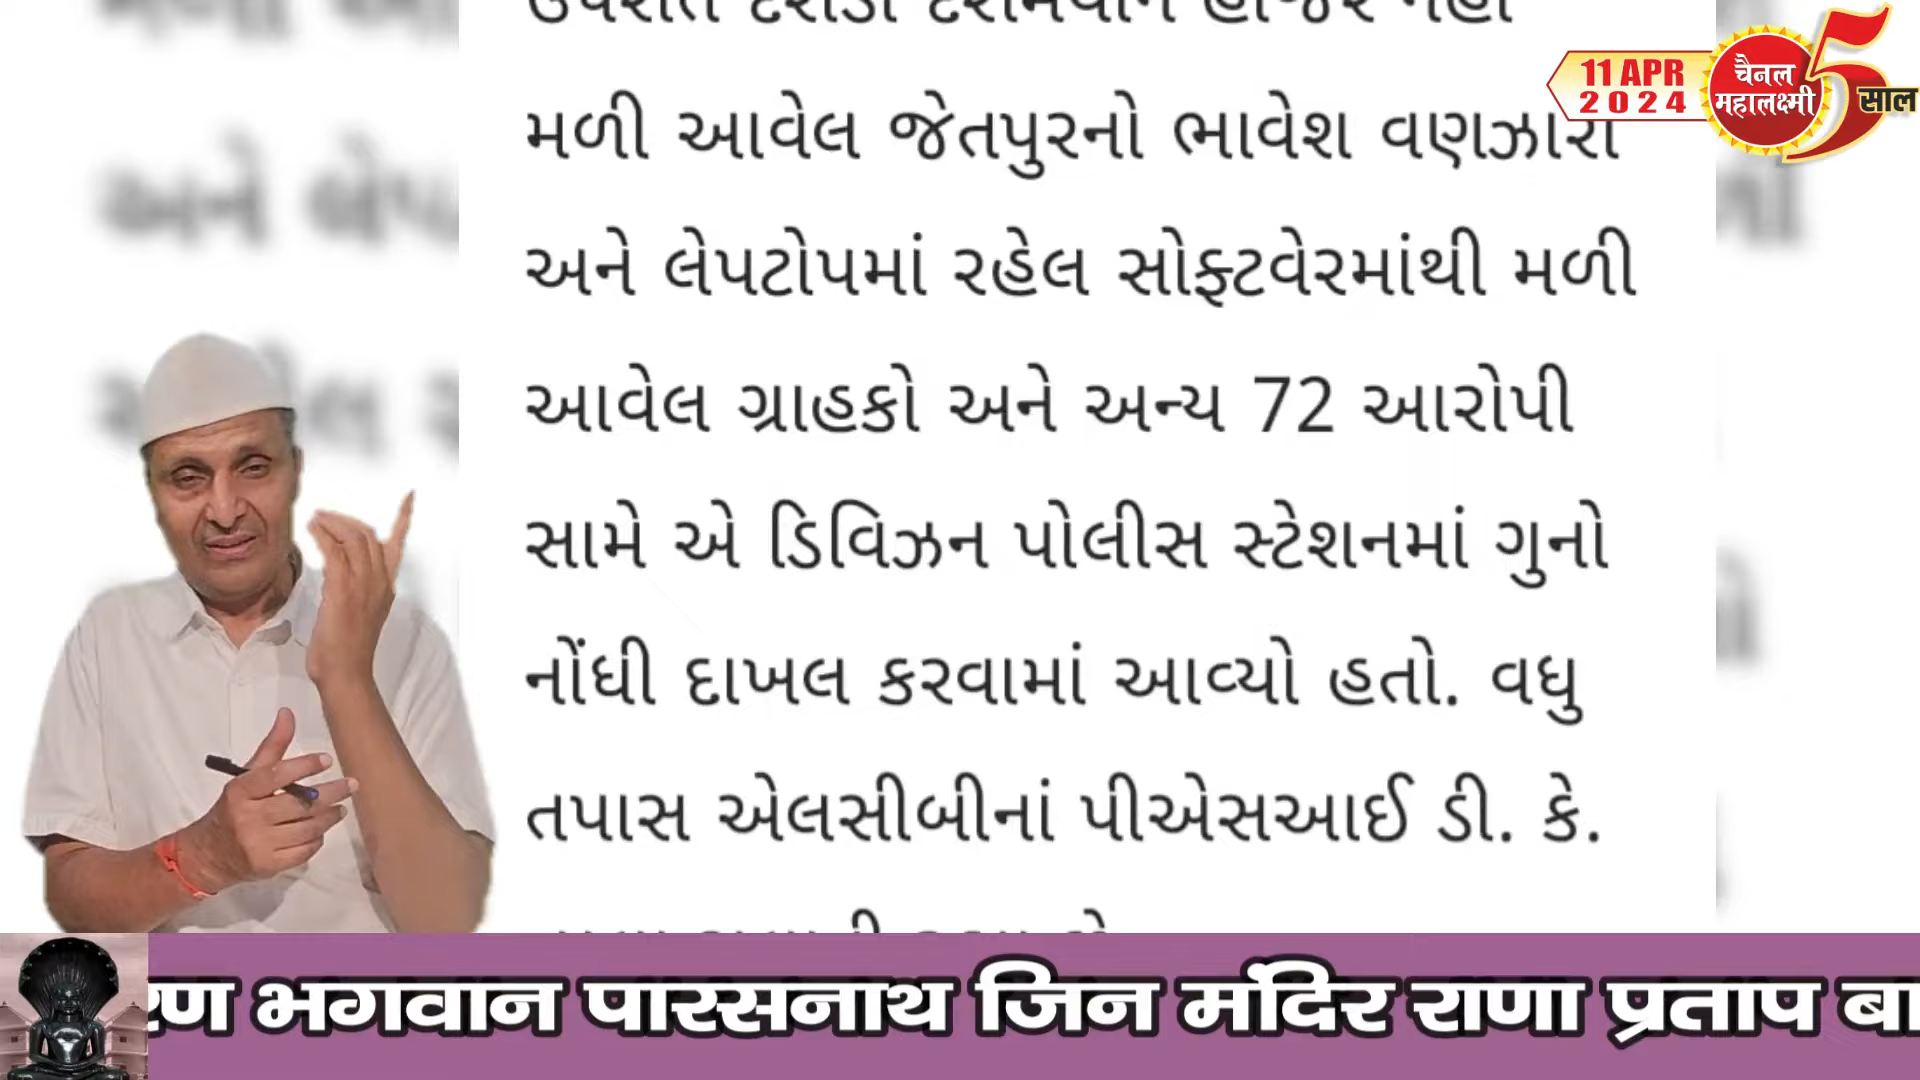 મળી આવેલ જેતપુરનો ભાવેશ વણઝારા
અને લેપટોપમાં રહેલ સોફ્ટવેરમાંથી મળી
આવેલ ગ્રાહકો અને અન્ય 72 આરોપી
સામે એ ડિવિઝન પોલીસ સ્ટેશનમાં ગુનો
નોંધી દાખલ કરવામાં આવ્યો હતો. વધુ
તપાસ એલસીબીનાં પીએસઆઈ ડી. કે.
11 APR
2024
चैनल
महालक्ष्मी
5
साल
भगवान पारसनाथ जिन मंदिर राणा प्रताप